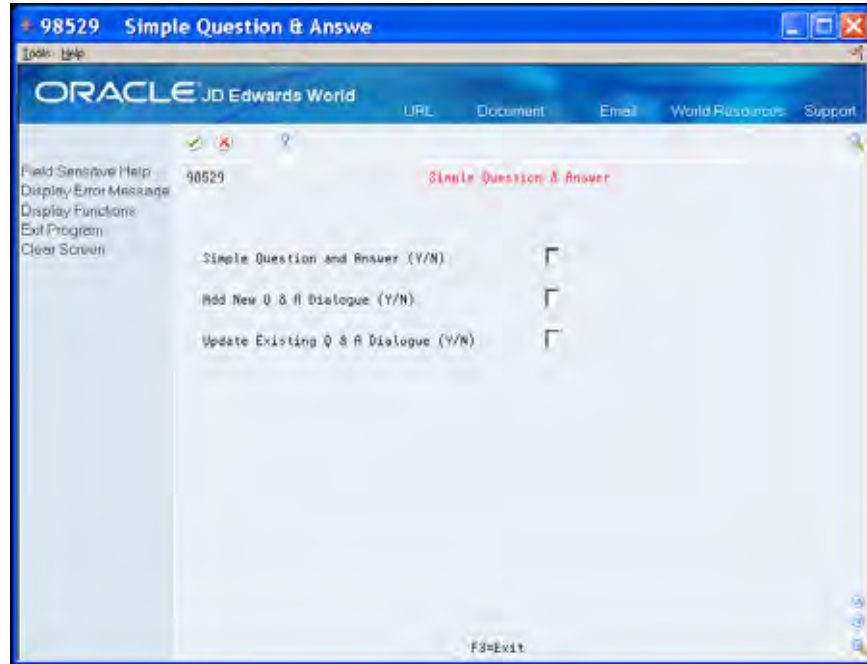 98529 Simple Question & Answe
Tools Help
ORACLE JD Edwards World
URL Document Email World Resources Support
Field Sensitive Help
Display Error Message
Display Functions
Exit Program
Clear Screen
98529 Simple Question & Answer
Simple Question and Answer (Y/N)
Add New Q & A Dialogue (Y/N)
Update Existing Q & A Dialogue (Y/N)
F3=Exit